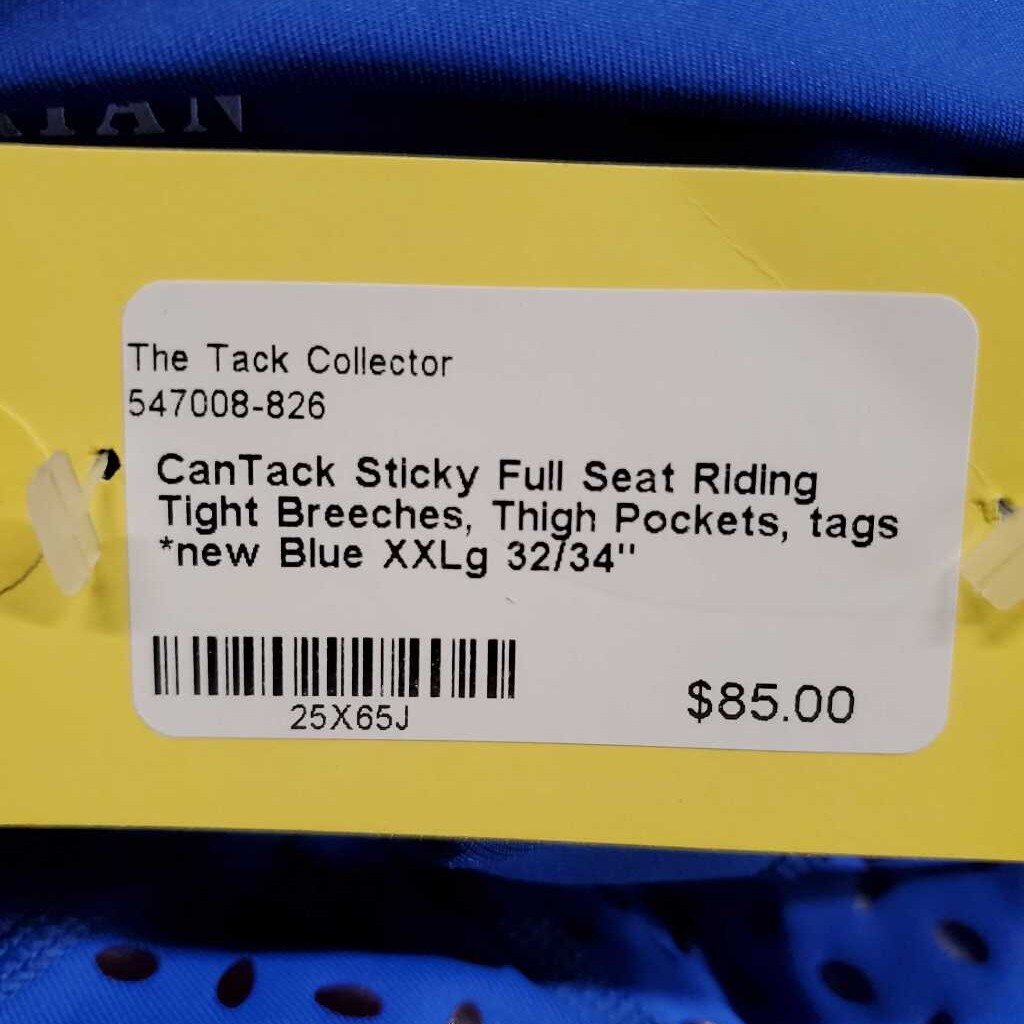 The Tack Collector
547008-826
CanTack Sticky Full Seat Riding
Tight Breeches, Thigh Pockets, tags
*new Blue XXLg 32/34"
25X65J
$85.00